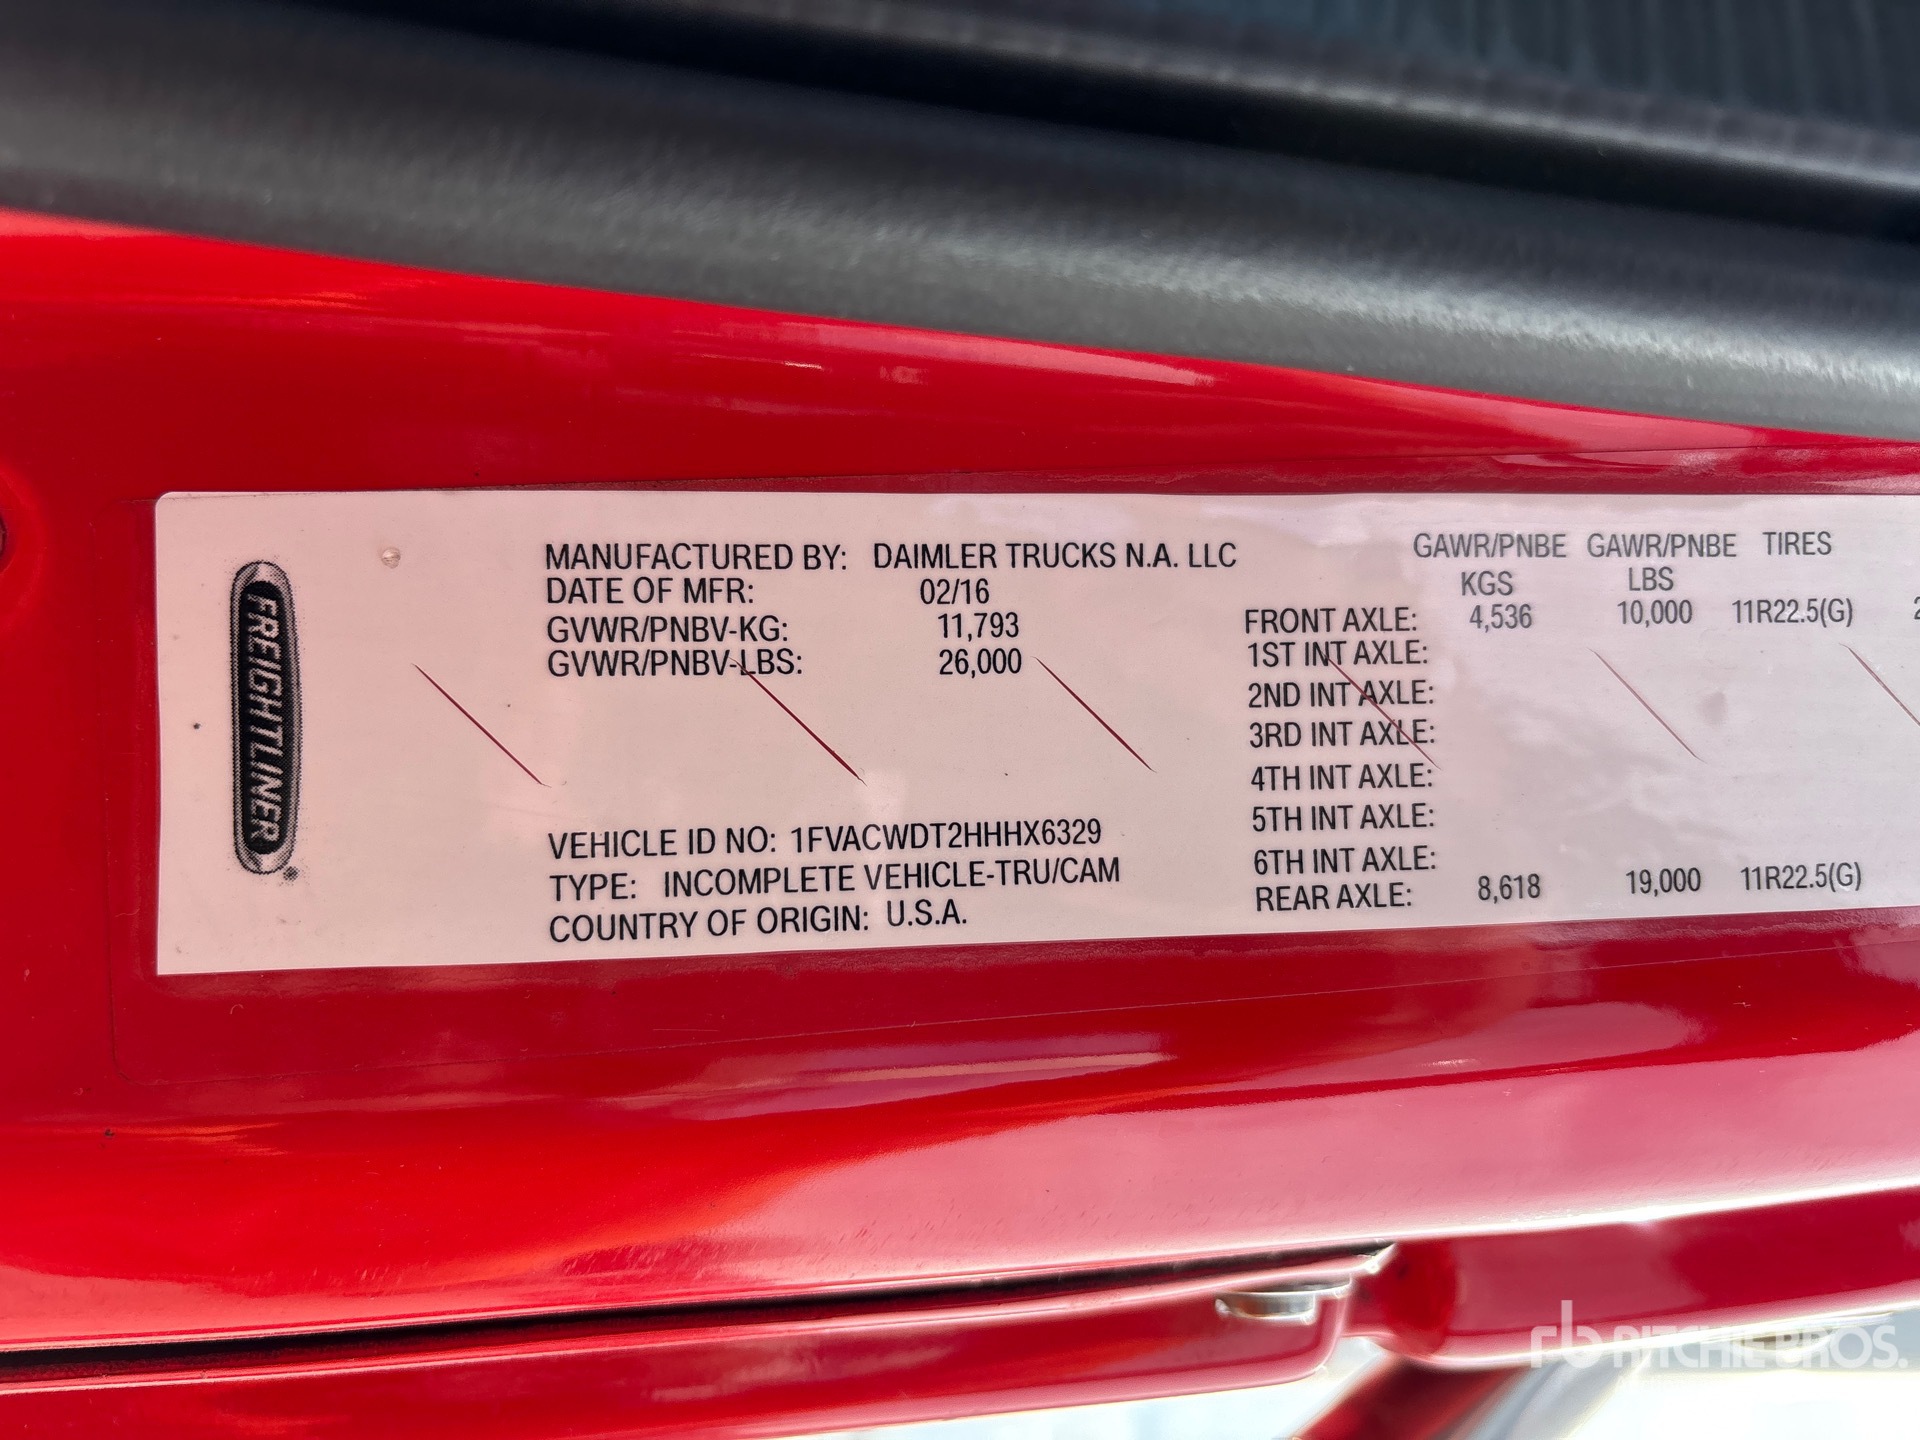 FREIGHTLINER
MANUFACTURED BY: DAIMLER TRUCKS N.A. LLC
DATE OF MFR: 02/16
GVWR/PNBV-KG: 11,793
GVWR/PNBV-LBS: 26,000
VEHICLE ID NO: 1FVACWDT2HHHX6329
TYPE: INCOMPLETE VEHICLE-TRU/CAM
COUNTRY OF ORIGIN: U.S.A.
GAWR/PNBE GAWR/PNBE TIRES
KGS LBS
FRONT AXLE: 4,536 10,000 11R22.5(G) 2
1ST INT AXLE:
2ND INT AXLE:
3RD INT AXLE:
4TH INT AXLE:
5TH INT AXLE:
6TH INT AXLE:
REAR AXLE: 8,618 19,000 11R22.5(G)
rb RITCHIE BROS.